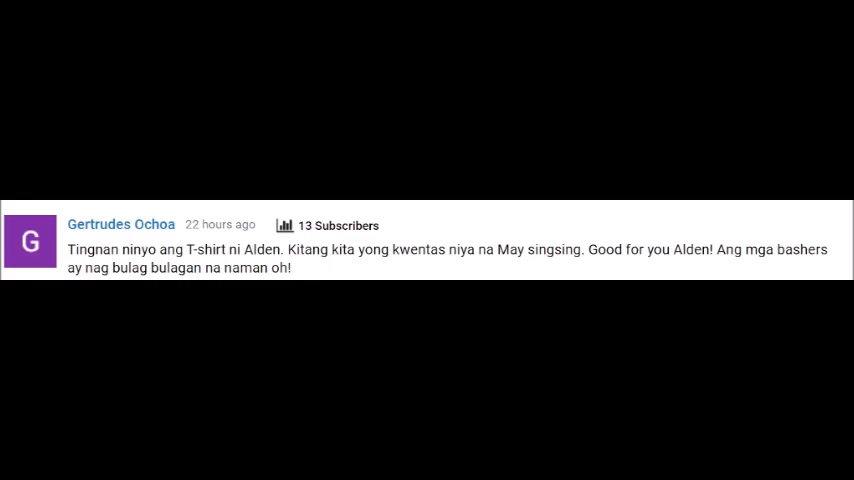 G
Gertrudes Ochoa 22 hours ago 13 Subscribers
Tingnan ninyo ang T-shirt ni Alden. Kitang kita yong kwentas niya na May singsing. Good for you Alden! Ang mga bashers
ay nag bulag bulagan na naman oh!